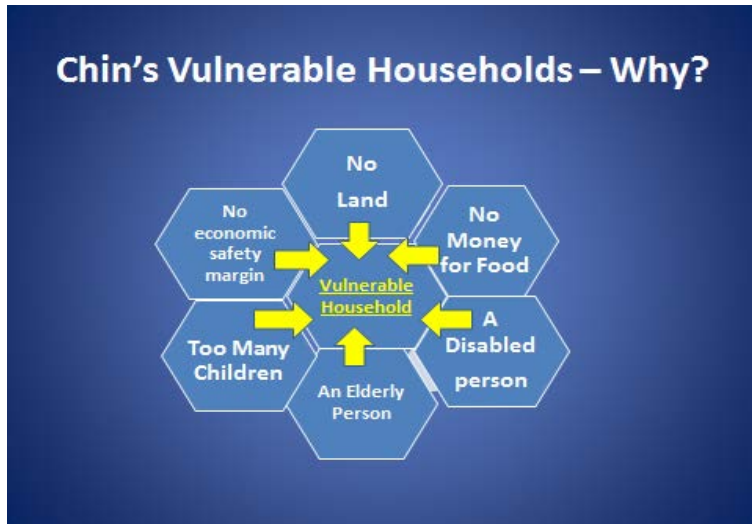 Chin's Vulnerable Households – Why?
No
Land
No
economic
safety
margin
No
Money
for Food
Vulnerable
Household
Too Many
Children
A
Disabled
person
An Elderly
Person